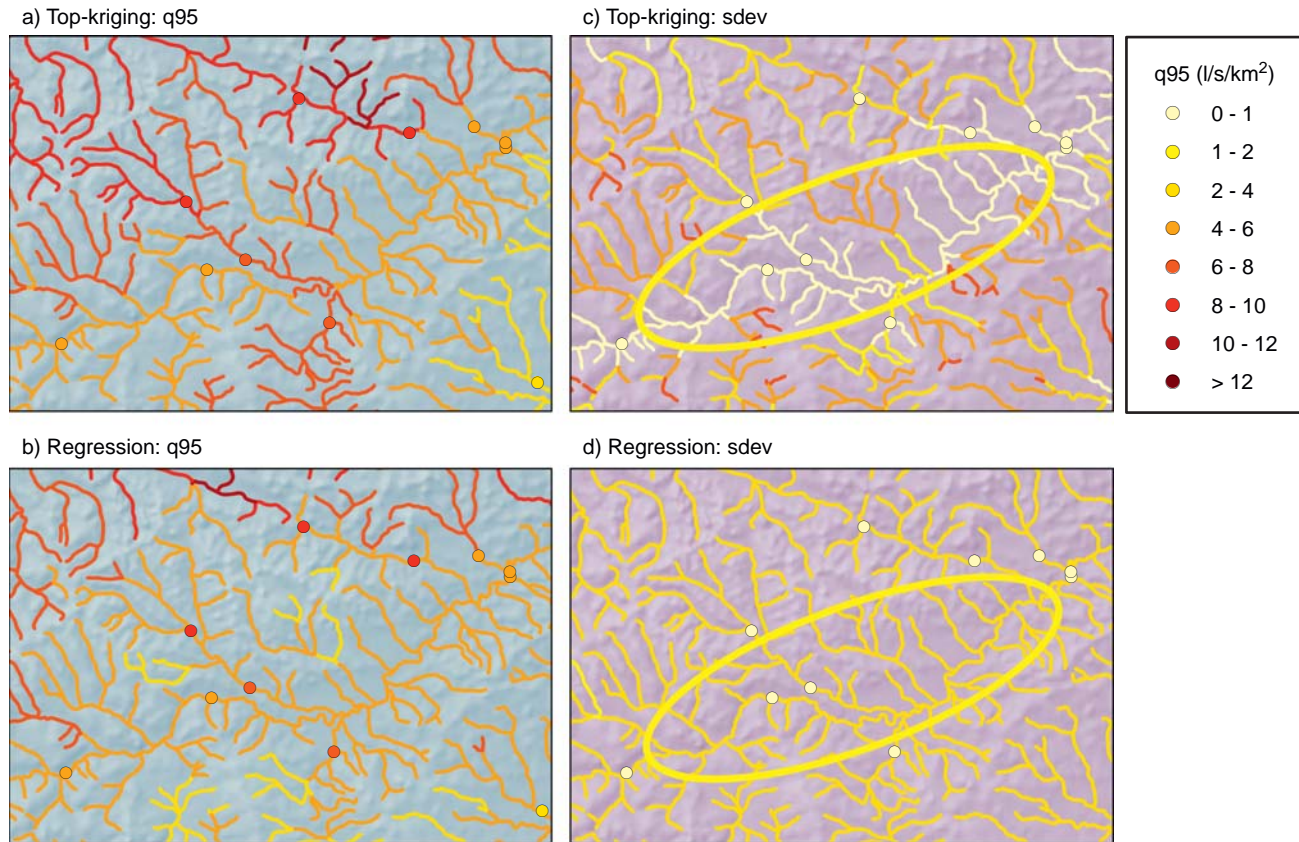 a) Top-kriging: q95
c) Top-kriging: sdev
q95 (l/s/km²)
0 - 1
1 - 2
2 - 4
4 - 6
6 - 8
8 - 10
10 - 12
> 12
b) Regression: q95
d) Regression: sdev